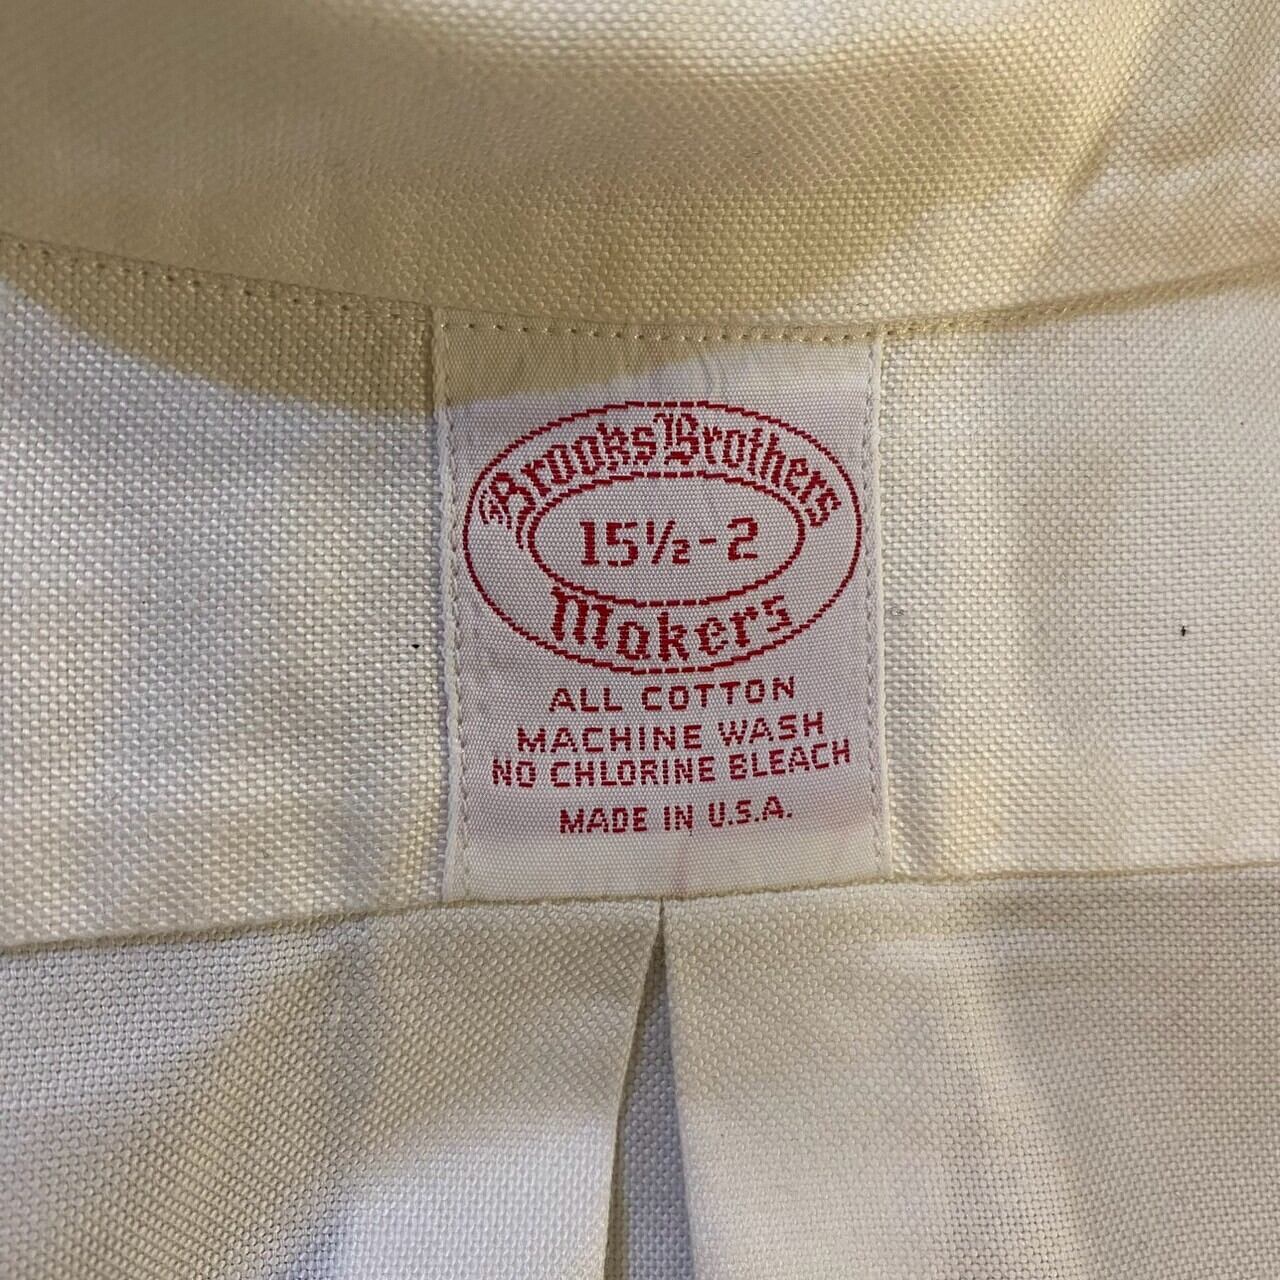 Brooks Brothers
15½-2
Makers
ALL COTTON
MACHINE WASH
NO CHLORINE BLEACH
MADE IN U.S.A.